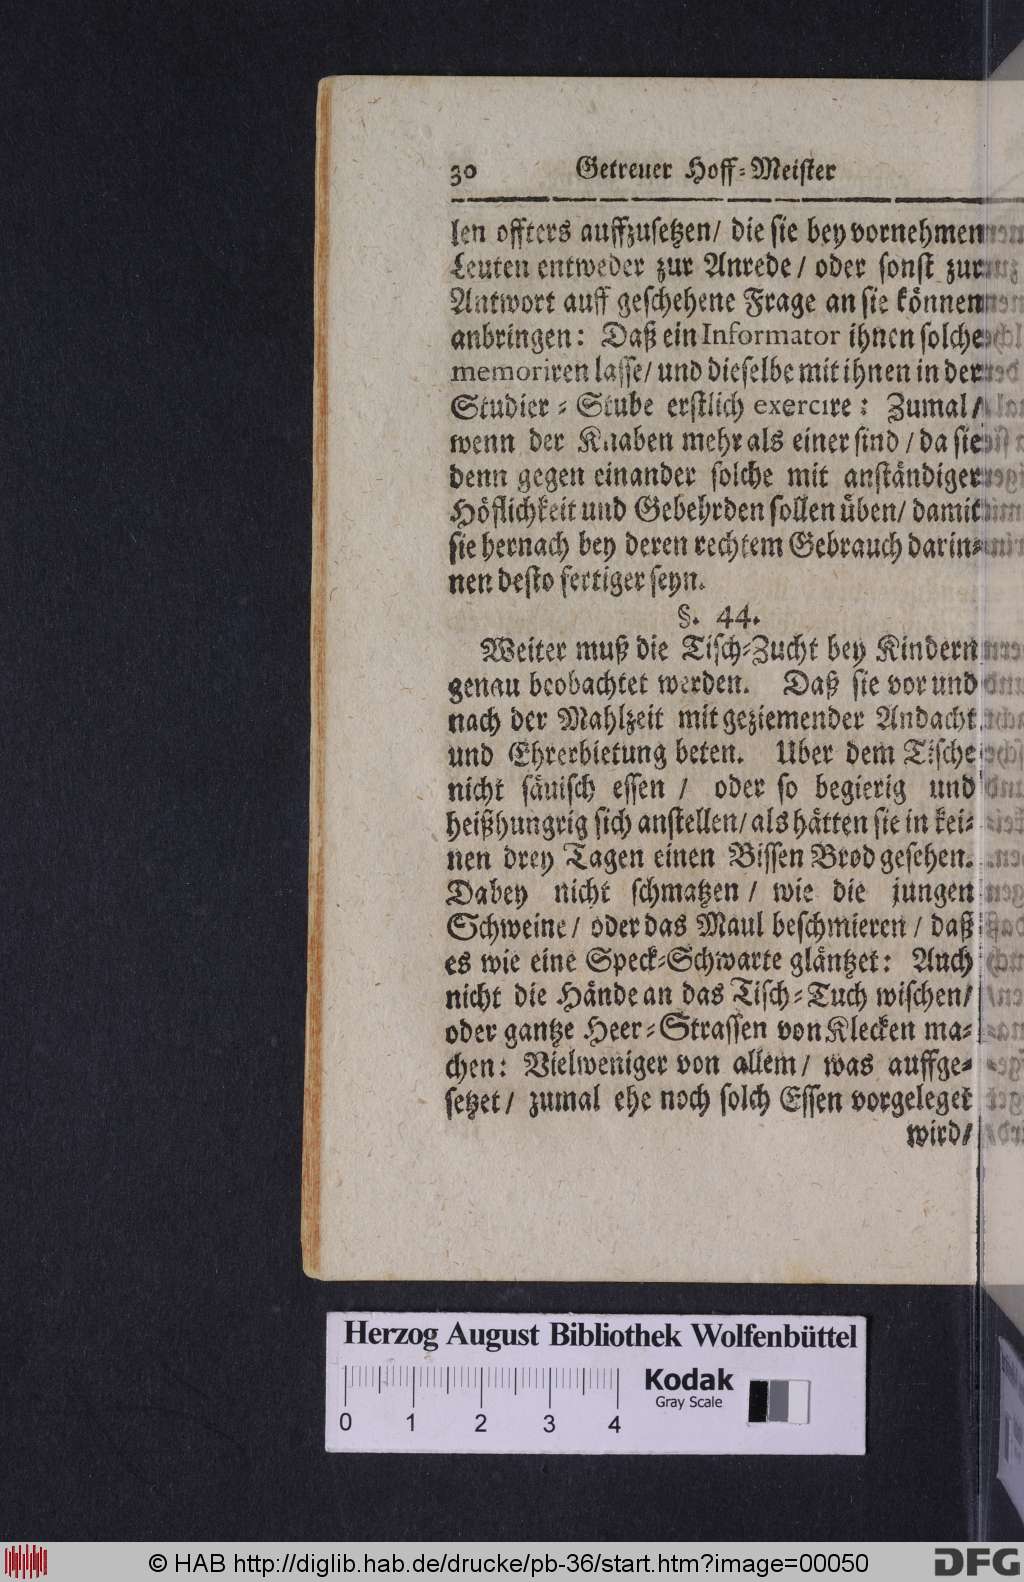 30 Getreuer Hoff-Meister
len offters auffzusetzen/ die sie bey vornehmen
Leuten entweder zur Anrede / oder sonst zur
Antwort auff geschehene Frage an sie können
anbringen: Daß ein Informator ihnen solche
memoriren lasse/ und dieselbe mit ihnen in der
Studier-Stube erstlich exercire: Zumal/
wenn der Knaben mehr als einer sind / da sie
denn gegen einander solche mit anständiger
Höflichkeit und Gebehrden sollen üben/ damit
sie hernach bey deren rechtem Gebrauch darin-
nen desto fertiger seyn.
§. 44.
Weiter muß die Tisch-Zucht bey Kindern
genau beobachtet werden. Daß sie vor und
nach der Mahlzeit mit geziemender Andacht
und Ehrerbietung beten. Uber dem Tische
nicht säuisch essen / oder so begierig und
heißhungrig sich anstellen/ als hätten sie in kei-
nen drey Tagen einen Bissen Brod gesehen.
Dabey nicht schmatzen / wie die jungen
Schweine/ oder das Maul beschmieren / daß
es wie eine Speck-Schwarte gläntzet: Auch
nicht die Hände an das Tisch-Tuch wischen/
oder gantze Heer-Strassen von Klecken ma-
chen: Vielweniger von allem/ was auffge-
setzet/ zumal ehe noch solch Essen vorgeleget
wird/
Herzog August Bibliothek Wolfenbüttel
0 1 2 3 4
Kodak
Gray Scale
© HAB http://diglib.hab.de/drucke/pb-36/start.htm?image=00050
DFG